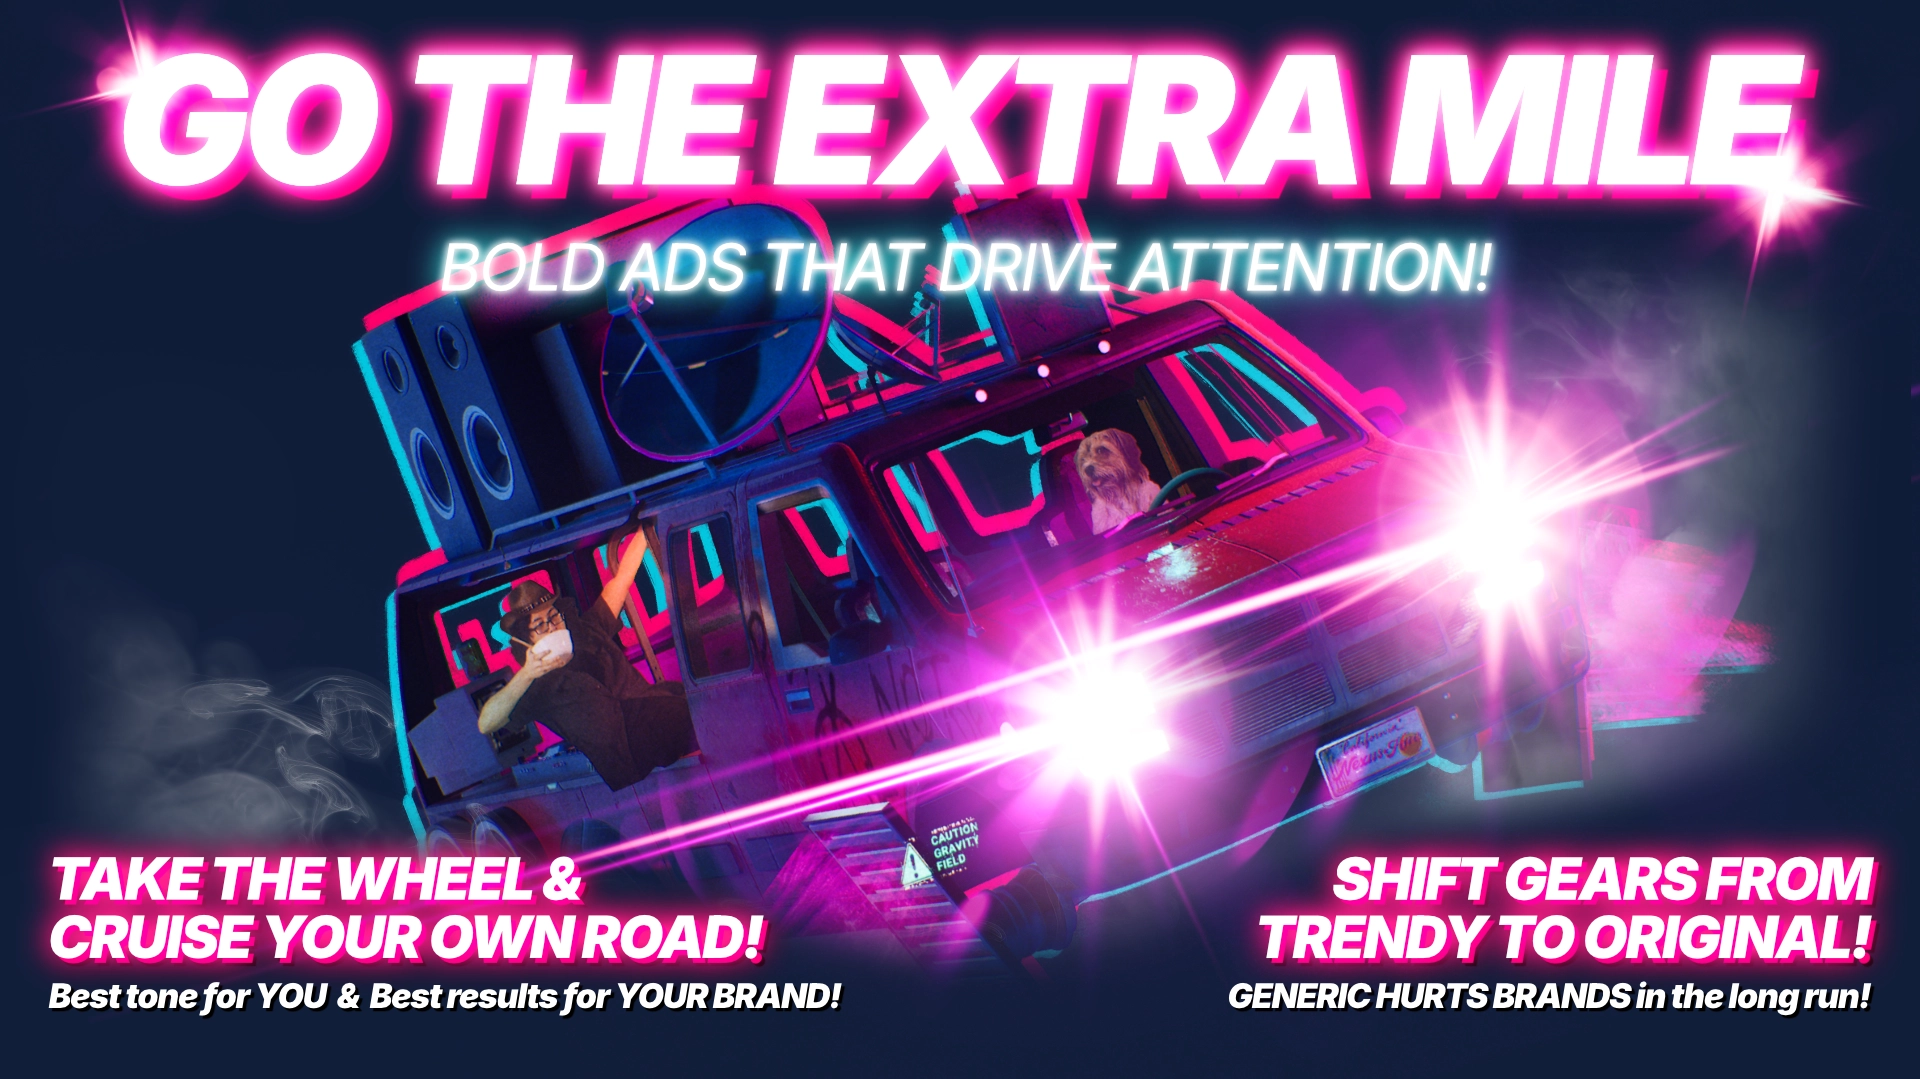 GO THE EXTRA MILE
BOLD ADS THAT DRIVE ATTENTION!
California
CAUTION
GRAVITY
FIELD
TAKE THE WHEEL &
CRUISE YOUR OWN ROAD!
Best tone for YOU & Best results for YOUR BRAND!
SHIFT GEARS FROM
TRENDY TO ORIGINAL!
GENERIC HURTS BRANDS in the long run!